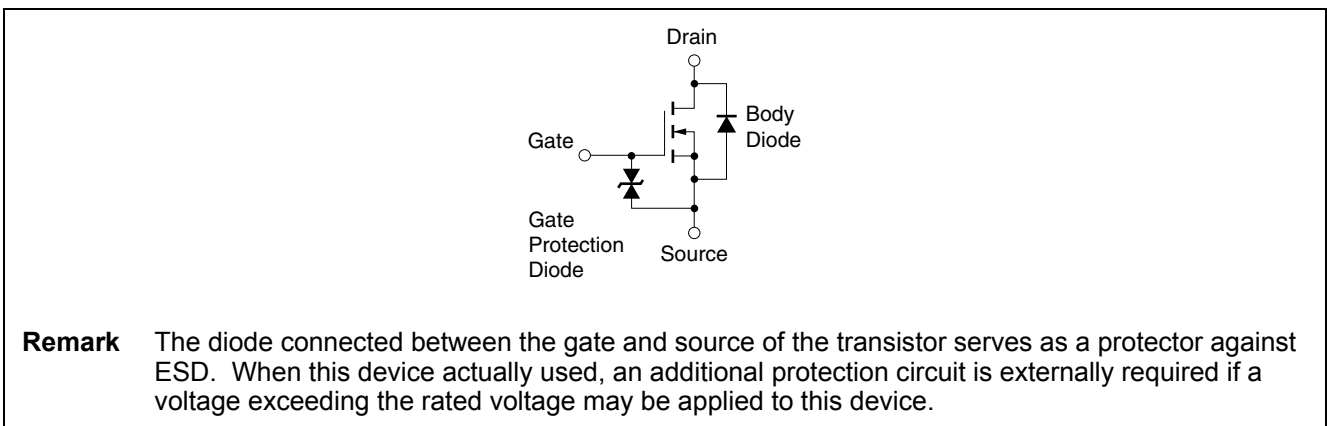 Drain
Body
Diode
Gate
Gate
Protection
Diode
Source
Remark The diode connected between the gate and source of the transistor serves as a protector against
ESD. When this device actually used, an additional protection circuit is externally required if a
voltage exceeding the rated voltage may be applied to this device.